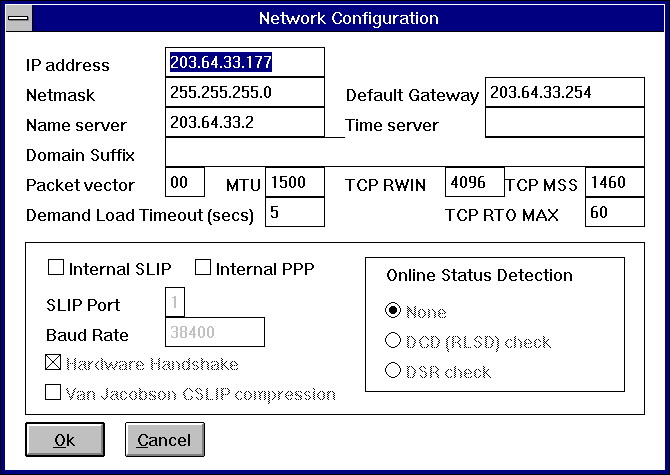 Network Configuration
IP address 203.64.33.177
Netmask 255.255.255.0 Default Gateway 203.64.33.254
Name server 203.64.33.2 Time server
Domain Suffix
Packet vector 00 MTU 1500 TCP RWIN 4096 TCP MSS 1460
Demand Load Timeout (secs) 5 TCP RTO MAX 60
Internal SLIP Internal PPP
SLIP Port 1
Baud Rate 38400
Hardware Handshake
Van Jacobson CSLIP compression
Online Status Detection
None
DCD (RLSD) check
DSR check
Ok Cancel